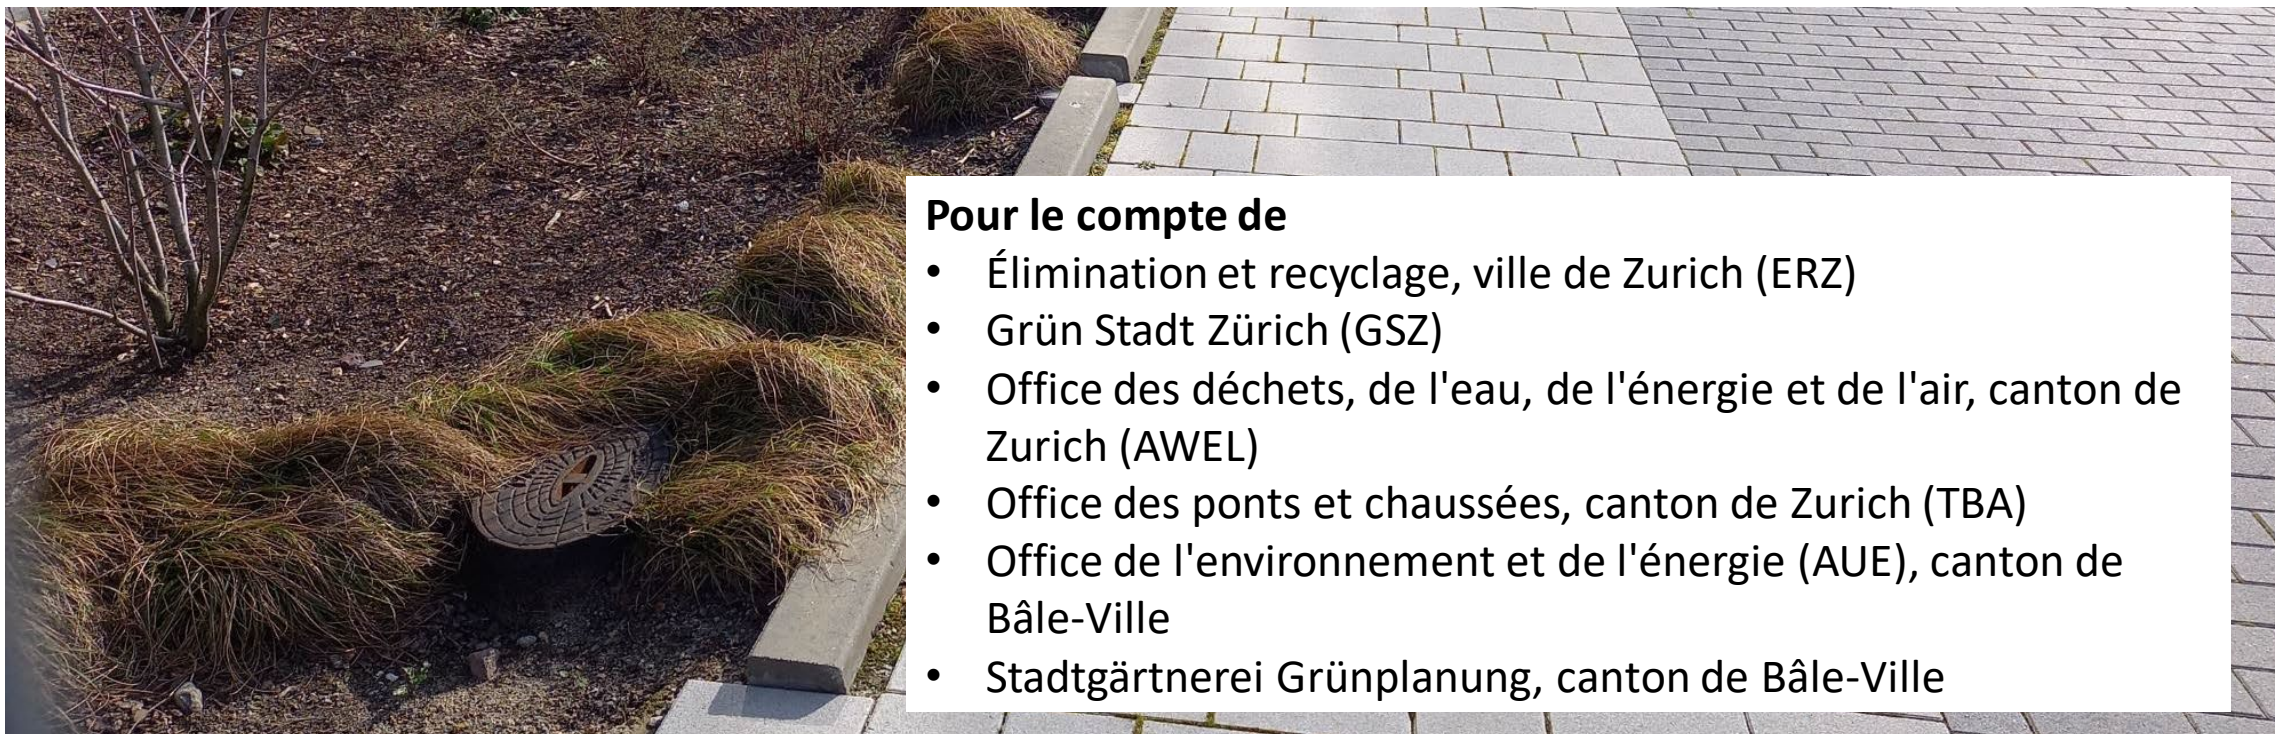 Pour le compte de
• Élimination et recyclage, ville de Zurich (ERZ)
• Grün Stadt Zürich (GSZ)
• Office des déchets, de l'eau, de l'énergie et de l'air, canton de
Zurich (AWEL)
• Office des ponts et chaussées, canton de Zurich (TBA)
• Office de l'environnement et de l'énergie (AUE), canton de
Bâle-Ville
• Stadtgärtnerei Grünplanung, canton de Bâle-Ville